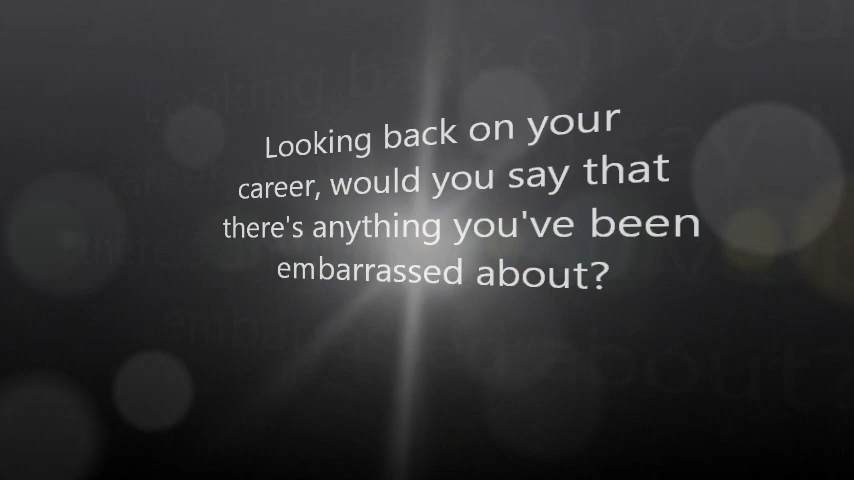 Looking back on your
career, would you say that
there's anything you've been
embarrassed about?